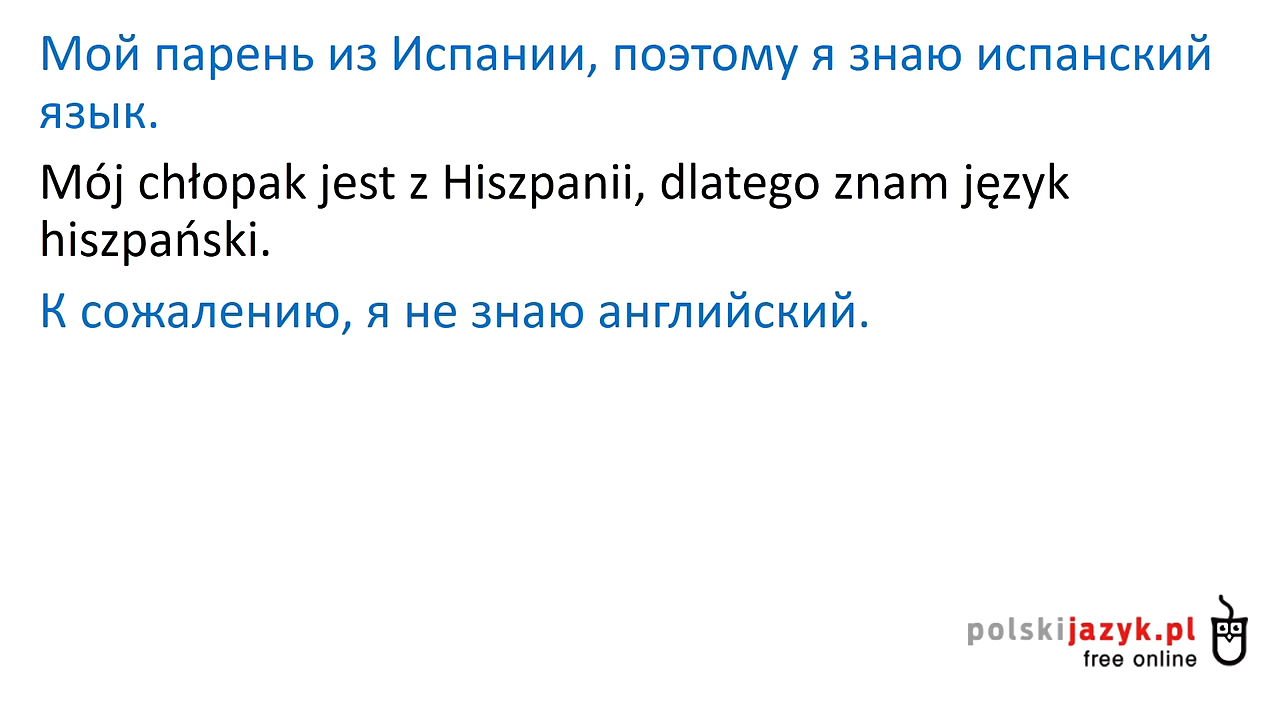 Мой парень из Испании, поэтому я знаю испанский
язык.
Mój chłopak jest z Hiszpanii, dlatego znam język
hiszpański.
К сожалению, я не знаю английский.
polskijazyk.pl
free online